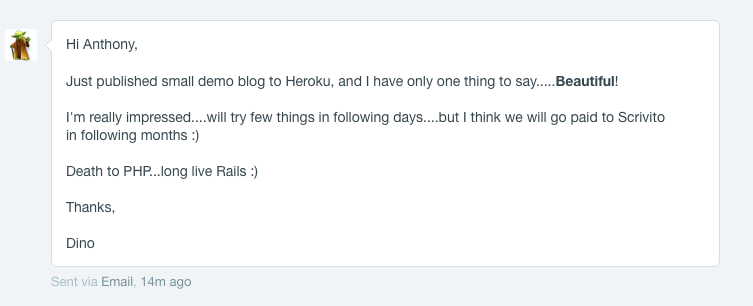 Hi Anthony,
Just published small demo blog to Heroku, and I have only one thing to say.....Beautiful!
I'm really impressed....will try few things in following days....but I think we will go paid to Scrivito
in following months :)
Death to PHP...long live Rails :)
Thanks,
Dino
Sent via Email, 14m ago